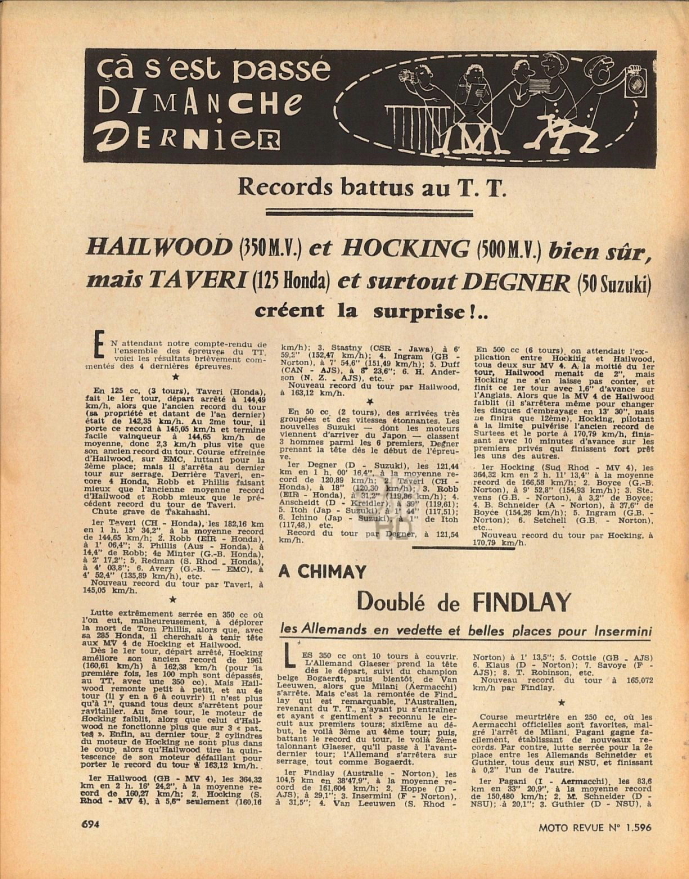 çà s'est passé
DIMANCHE
DERNIER
Records battus au T. T.
HAILWOOD (350 M.V.) et HOCKING (500 M.V.) bien sûr,
mais TAVERI (125 Honda) et surtout DEGNER (50 Suzuki)
créent la surprise !..
EN attendant notre compte-rendu de
l'ensemble des épreuves du TT,
voici les résultats brièvement com-
mentés des 4 dernières épreuves.
★
En 125 cc, (3 tours), Taveri (Honda),
fait le 1er tour, départ arrêté à 144,49
km/h, alors que l'ancien record du tour
(sa propriété et datant de l'an dernier)
était de 142,35 km/h. Au 2me tour, il
porte ce record à 145,05 km/h et termine
facile vainqueur à 144,65 km/h de
moyenne, donc 2,3 km/h plus vite que
son ancien record du tour. Course effreinée
d'Hailwood, sur EMC, luttant pour la
2ème place; mais il s'arrêta au dernier
tour sur serrage. Derrière Taveri, en-
core 4 Honda, Robb et Phillis faisant
mieux que l'ancienne moyenne record
d'Hailwood et Robb mieux que le pré-
cédent record du tour de Taveri.
Chute grave de Takahashi.
1er Taveri (CH - Honda), les 182,16 km
en 1 h. 15' 34,2" à la moyenne record
de 144,65 km/h; 2. Robb (EIR - Honda),
à 1' 06,4"; 3. Phillis (Aus - Honda), à
14,4" de Robb; 4e Minter (G.-B. Honda),
à 2' 17,2"; 5. Redman (S. Rhod. Honda),
à 4' 03,8"; 6. Avery (G.-B. — EMC), à
4' 52,4" (135,89 km/h), etc.
Nouveau record du tour par Taveri, à
145,05 km/h.
★
Lutte extrêmement serrée en 350 cc où
l'on eut, malheureusement, à déplorer
la mort de Tom Phillis, alors que, avec
sa 285 Honda, il cherchait à tenir tête
aux MV 4 de Hocking et Hailwood.
Dès le 1er tour, départ arrêté, Hocking
améliore son ancien record de 1961
(160,61 km/h) à 162,38 km/h (pour la
première fois, les 100 mph sont dépassés,
au TT, avec une 350 cc). Mais Hail-
wood remonte petit à petit, et au 4e
tour (il y en a 6 à couvrir) il n'est plus
qu'à 1", quand tous deux s'arrêtent pour
ravitailler. Au 5me tour, le moteur de
Hocking faiblit, alors que celui d'Hail-
wood ne fonctionne plus que sur 3 « pat-
tes ». Enfin, au dernier tour, 2 cylindres
du moteur de Hocking ne sont plus dans
le coup alors qu'Hailwood tire la quin-
tescence de son moteur défaillant pour
porter le record du tour à 163,12 km/h.
1er Hailwood (GB - MV 4), les 364,32
km en 2 h. 16' 24,2", à la moyenne re-
cord de 160,27 km/h; 2. Hocking (S.
Rhod - MV 4), à 5,6" seulement (160,16
km/h); 3. Stastny (CSR - Jawa), à 6'
59,2" (152,47 km/h); 4. Ingram (GB -
Norton), à 7' 54,6" (151,49 km/h); 5. Duff
(CAN - AJS), à 8' 23,6"; 6. H. Ander-
son (N. Z. - AJS), etc.
Nouveau record du tour par Hailwood,
à 163,12 km/h.
★
En 50 cc, (2 tours), des arrivées très
groupées et des vitesses étonnantes. Les
nouvelles Suzuki — dont les moteurs
viennent d'arriver du Japon — classent
3 hommes parmi les 6 premiers, Degner
prenant la tête dès le début de l'épreu-
ve.
1er Degner (D - Suzuki), les 121,44
km en 1 h. 00' 16,4", à la moyenne re-
cord de 120,89 km/h; (CH -
Honda), à 18" (120,30 km/h); 3. Robb
(EIR - Honda), (119,86 km/h); 4.
Anscheidt (D - Kreidler), (119,61);
5. Itoh (Jap - (117,51);
6. Ichino (Jap - de Itoh
(117,48,) etc.
Record du tour par Degner, à 121,54
km/h.
En 500 cc (6 tours) on attendait l'ex-
plication entre Hocking et Hailwood,
tous deux sur MV 4. A la moitié du 1er
tour, Hailwood menait de 2", mais
Hocking ne s'en laisse pas conter, et
finit ce 1er tour avec 1,6" d'avance sur
l'Anglais. Alors que la MV 4 de Hailwood
faiblit s'arrêtera même pour changer
les disques d'embrayage en 13' 30", mais
se finira que 12ème), Hocking, pilotant
à la limite pulvérise l'ancien record de
Surtees et le porte à 170,79 km/h, finis-
sant avec 10 minutes d'avance sur les
premiers privés qui finissent fort prêt
les uns des autres.
1er Hocking (Sud Rhod - MV 4), les
364,32 km en 2 h. 11' 13,4" à la moyenne
record de 166,58 km/h; 2. Boyce (G.-B.
Norton), à 9' 52,8" (154,93 km/h); 3. Ste-
vens (G.B. - Norton), à 3,2" de Boyce;
4. B. Schneider (A - Norton), à 37,6" de
Boyce (154,26 km/h); 5. Ingram (G.B.
Norton); 6. Setchell (G.B. - Norton),
etc...
Nouveau record du tour par Hocking, à
170,79 km/h.
A CHIMAY
Doublé de FINDLAY
les Allemands en vedette et belles places pour Insermini
LES 350 cc ont 10 tours à couvrir.
L'Allemand Glaeser prend la tête
dès le départ, suivi du champion
belge Bogaerdt, puis bientôt, de Van
Leeuwen, alors que Milani (Aermacchi)
s'arrête. Mais c'est la remontée de Find-
lay qui est remarquable, l'Australien,
revenant du T. T., n'ayant pu s'entraîner
et ayant « gentiment » reconnu le cir-
cuit aux premiers tours; sixième au dé-
but, le voilà 3ème au 4ème tour; puis,
battant le record du tour, le voilà 2ème
talonnant Glaeser, qu'il passe à l'avant-
dernier tour; l'Allemand s'arrêtera sur
serrage, tout comme Bogaerdt.
1er Findlay (Australie - Norton), les
104,5 km en 38'47,9", à la moyenne re-
cord de 161,604 km/h; 2. Hoppe (D -
AJS), à 29,1"; 3. Insermini (F - Norton),
à 31,5"; 4. Van Leeuwen (S. Rhod -
Norton) à 1' 13,5"; 5. Cottle (GB - AJS)
6. Klaus (D - Norton); 7. Savoye (F -
AJS); 8. T. Robinson, etc.
Nouveau record du tour à 165,072
km/h par Findlay.
★
Course meurtrière en 250 cc, où les
Aermacchi officielles sont favorites, mal-
gré l'arrêt de Milani. Pagani gagne fa-
cilement, établissant de nouveaux re-
cords. Par contre, lutte serrée pour la 2e
place entre les Allemands Schneider et
Guthier, tous deux sur NSU, et finissant
à 0,2" l'un de l'autre.
1er Pagani (I - Aermacchi), les 83,6
km en 33" 20,9", à la moyenne record
de 150,480 km/h; 2. M. Schneider (D -
NSU); à 20,1"; 3. Guthier (D - NSU), à
694
MOTO REVUE N° 1.596